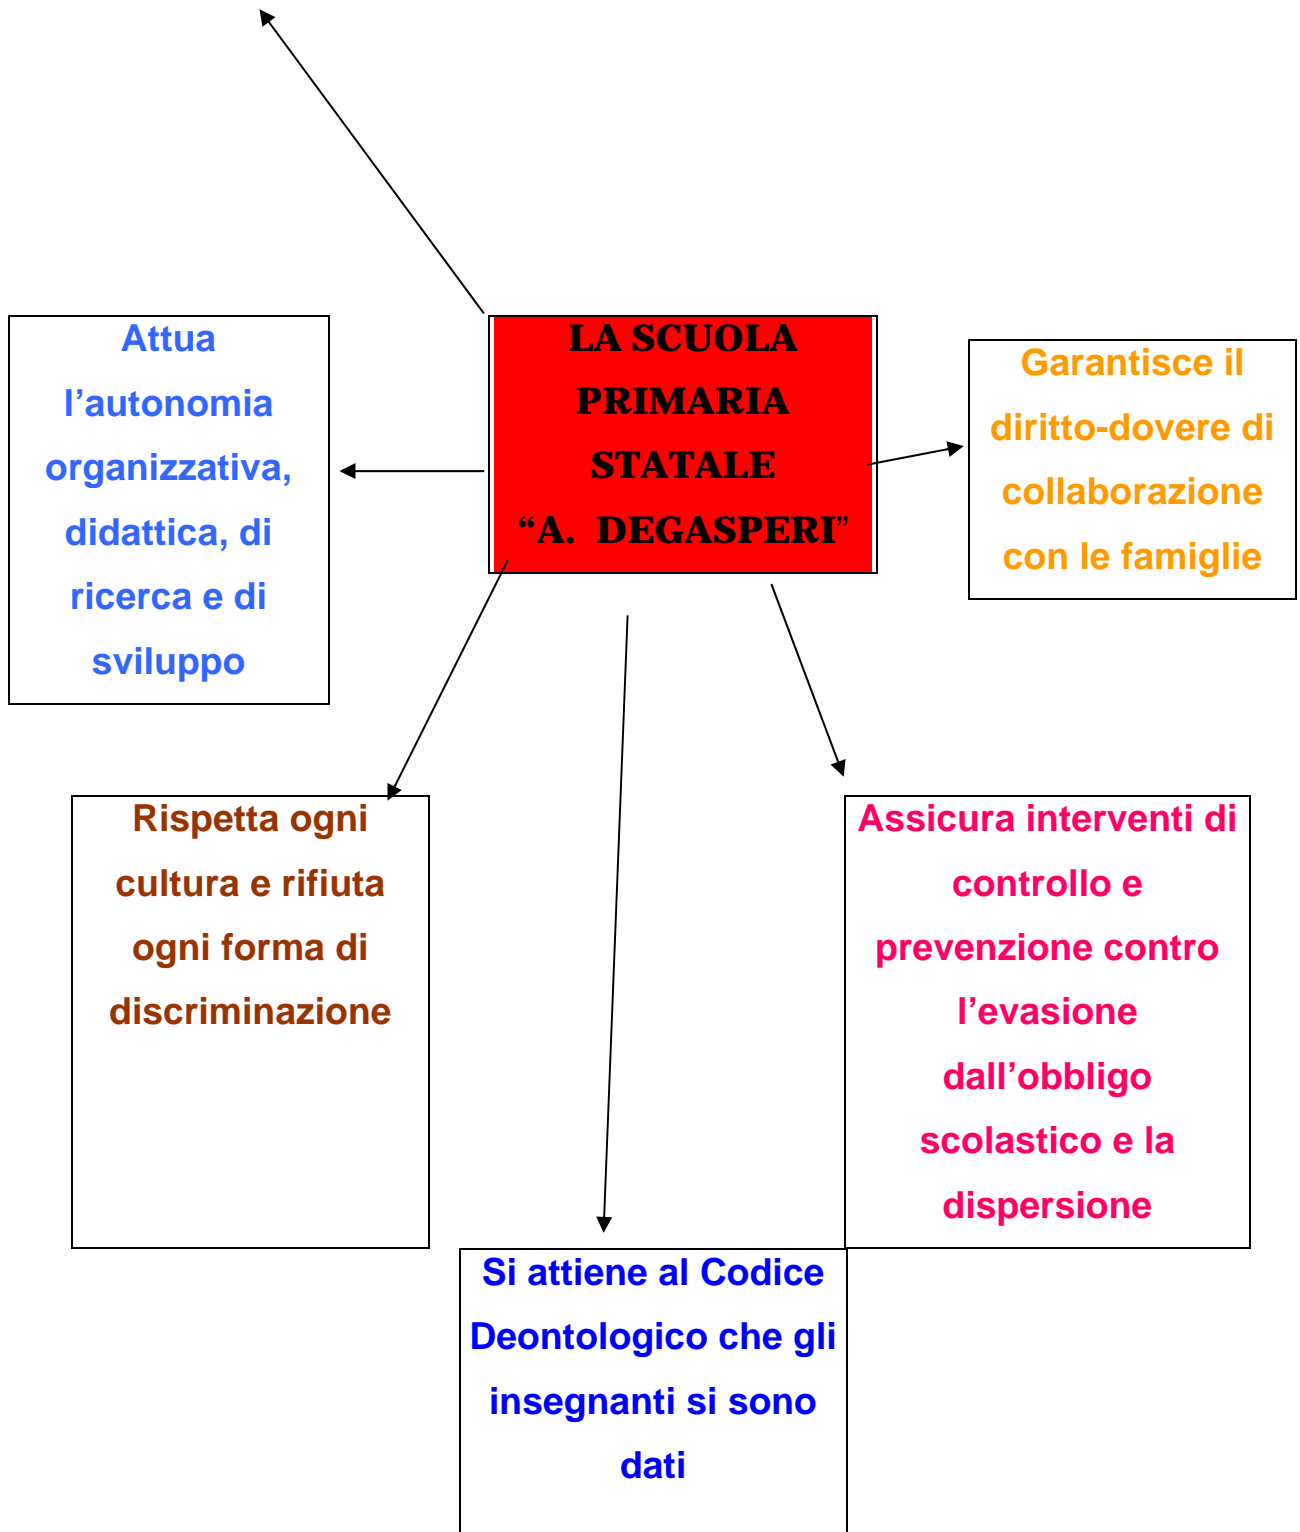 LA SCUOLA
PRIMARIA
STATALE
“A. DEGASPERI”
Attua
l’autonomia
organizzativa,
didattica, di
ricerca e di
sviluppo
Garantisce il
diritto-dovere di
collaborazione
con le famiglie
Rispetta ogni
cultura e rifiuta
ogni forma di
discriminazione
Assicura interventi di
controllo e
prevenzione contro
l’evasione
dall’obbligo
scolastico e la
dispersione
Si attiene al Codice
Deontologico che gli
insegnanti si sono
dati